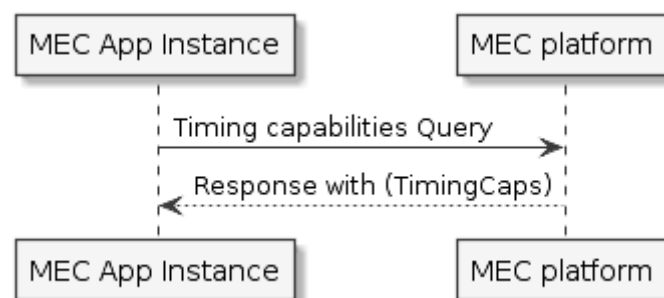 MEC App Instance
MEC platform
Timing capabilities Query
Response with (TimingCaps)
MEC App Instance
MEC platform